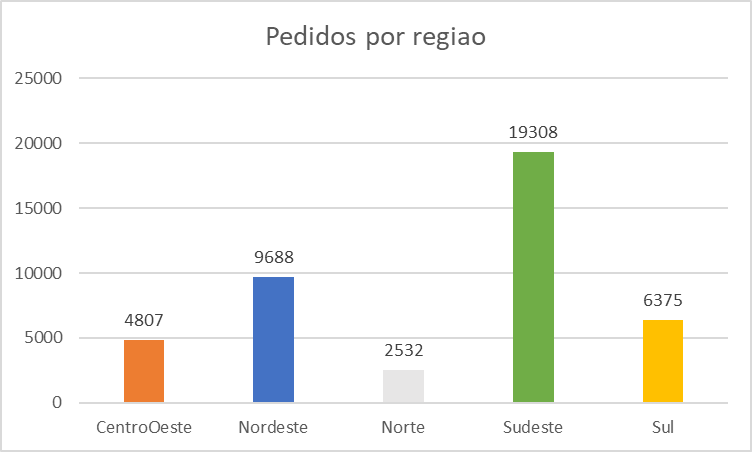 Pedidos por regiao
25000
20000
15000
10000
5000
0
4807
9688
2532
19308
6375
CentroOeste
Nordeste
Norte
Sudeste
Sul